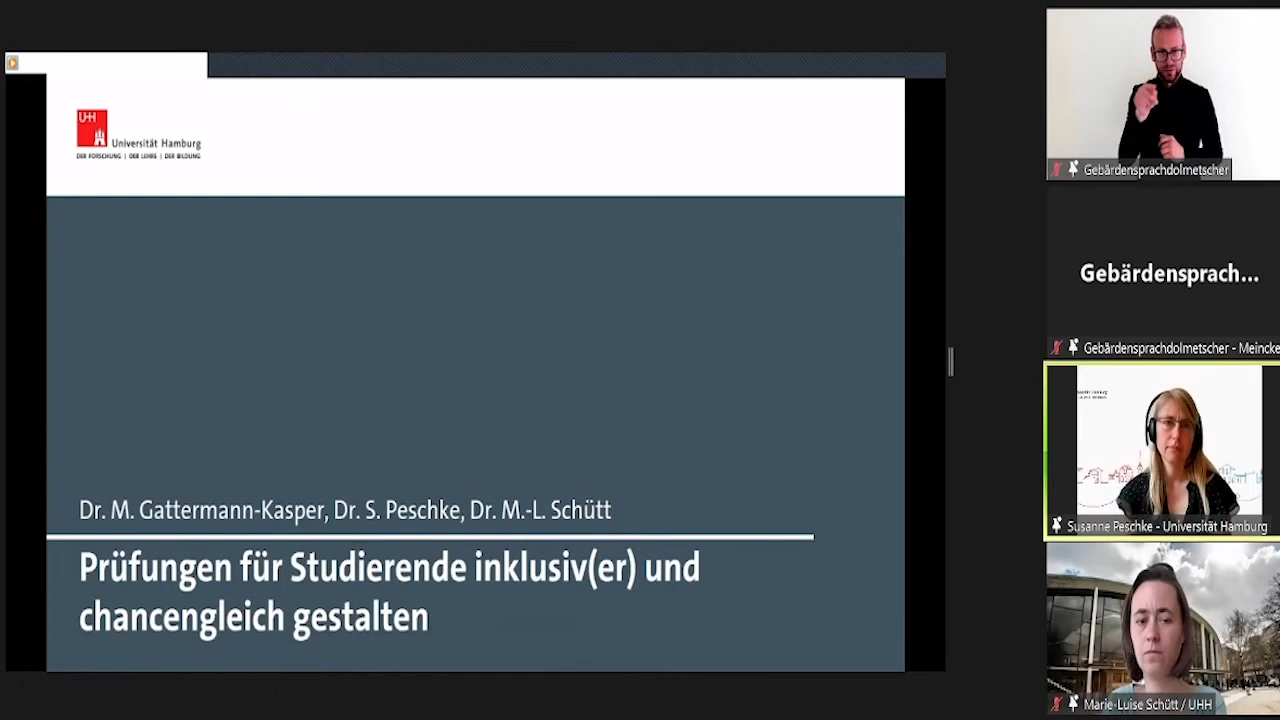 UHH
Universität Hamburg
DER FORSCHUNG | DER LEHRE | DER BILDUNG
Dr. M. Gattermann-Kasper, Dr. S. Peschke, Dr. M.-L. Schütt
Prüfungen für Studierende inklusiv(er) und
chancengleich gestalten
Gebärdensprachdolmetscher
Gebärdensprach...
Gebärdensprachdolmetscher - Meincke
Susanne Peschke - Universität Hamburg
Marie-Luise Schütt / UHH